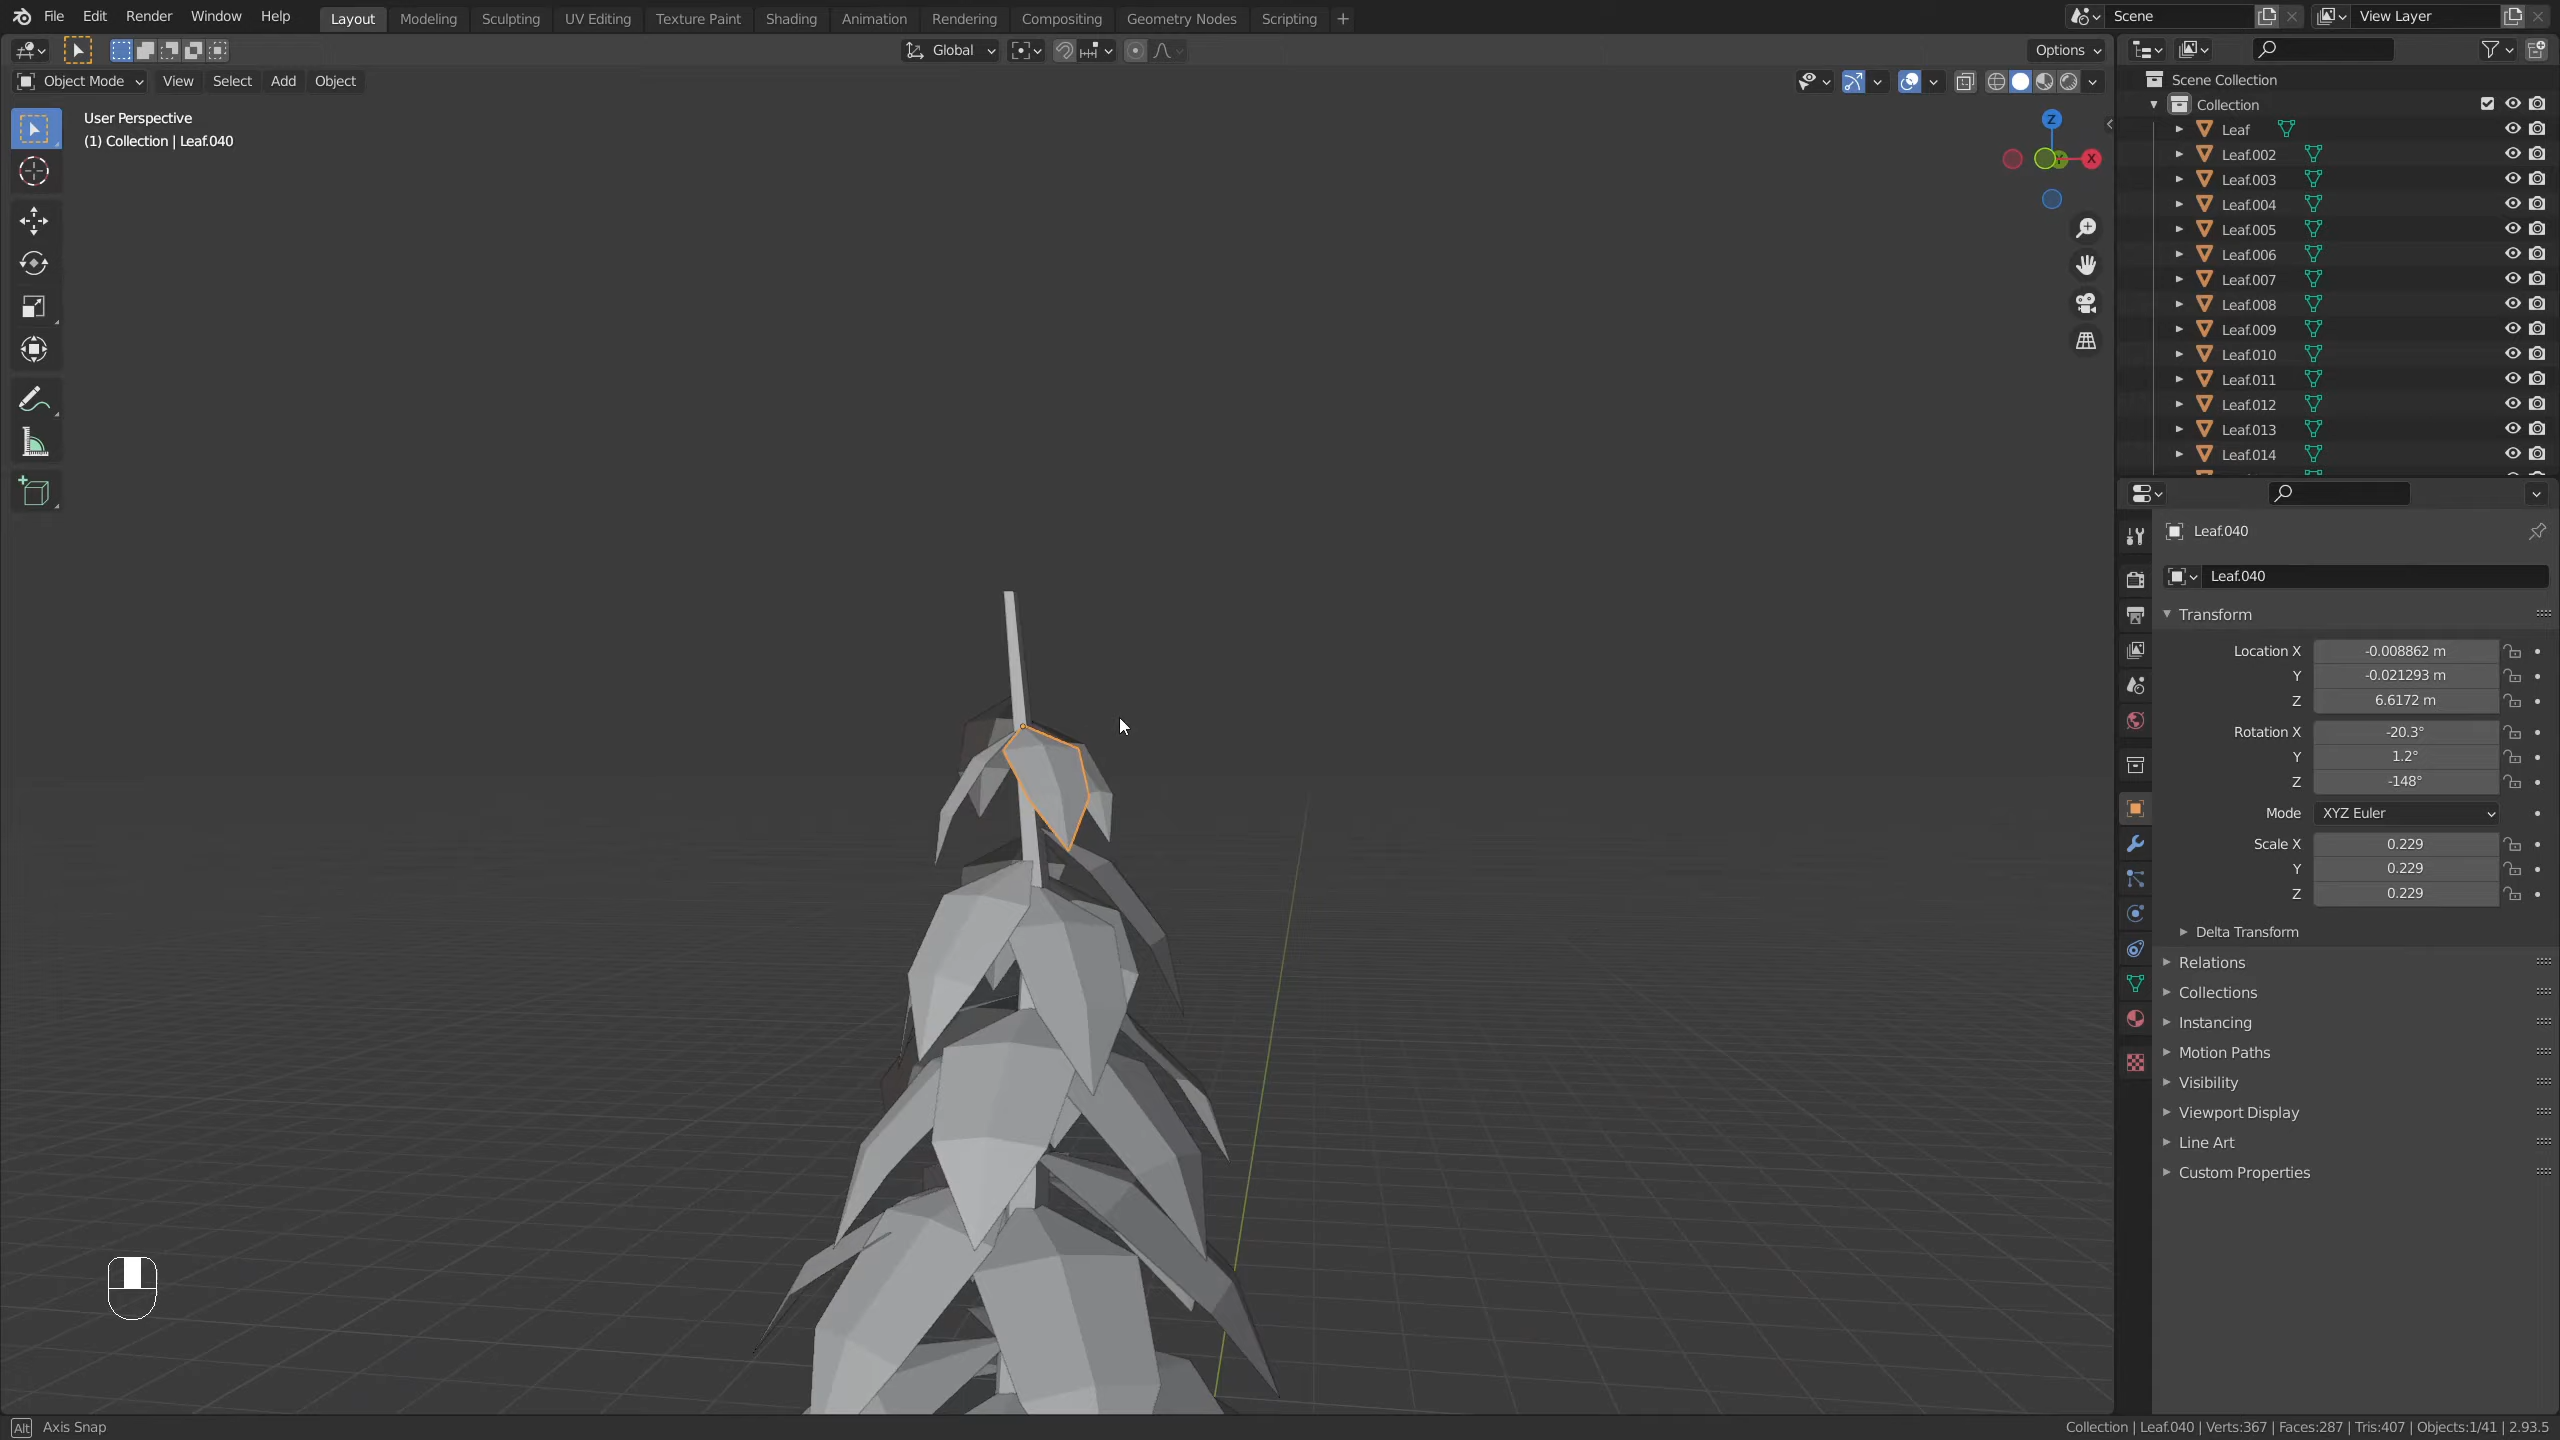 File Edit Render Window Help
Layout Modeling Sculpting UV Editing Texture Paint Shading Animation Rendering Compositing Geometry Nodes Scripting +
Scene
View Layer
Global
Options
Object Mode View Select Add Object
User Perspective
(1) Collection | Leaf.040
Z
X
Scene Collection
Collection
Leaf
Leaf.002
Leaf.003
Leaf.004
Leaf.005
Leaf.006
Leaf.007
Leaf.008
Leaf.009
Leaf.010
Leaf.011
Leaf.012
Leaf.013
Leaf.014
Leaf.040
Leaf.040
Transform
Location X -0.008862 m
Y -0.021293 m
Z 6.6172 m
Rotation X -20.3°
Y 1.2°
Z -148°
Mode XYZ Euler
Scale X 0.229
Y 0.229
Z 0.229
Delta Transform
Relations
Collections
Instancing
Motion Paths
Visibility
Viewport Display
Line Art
Custom Properties
Alt Axis Snap
Collection | Leaf.040 | Verts:367 | Faces:287 | Tris:407 | Objects:1/41 | 2.93.5